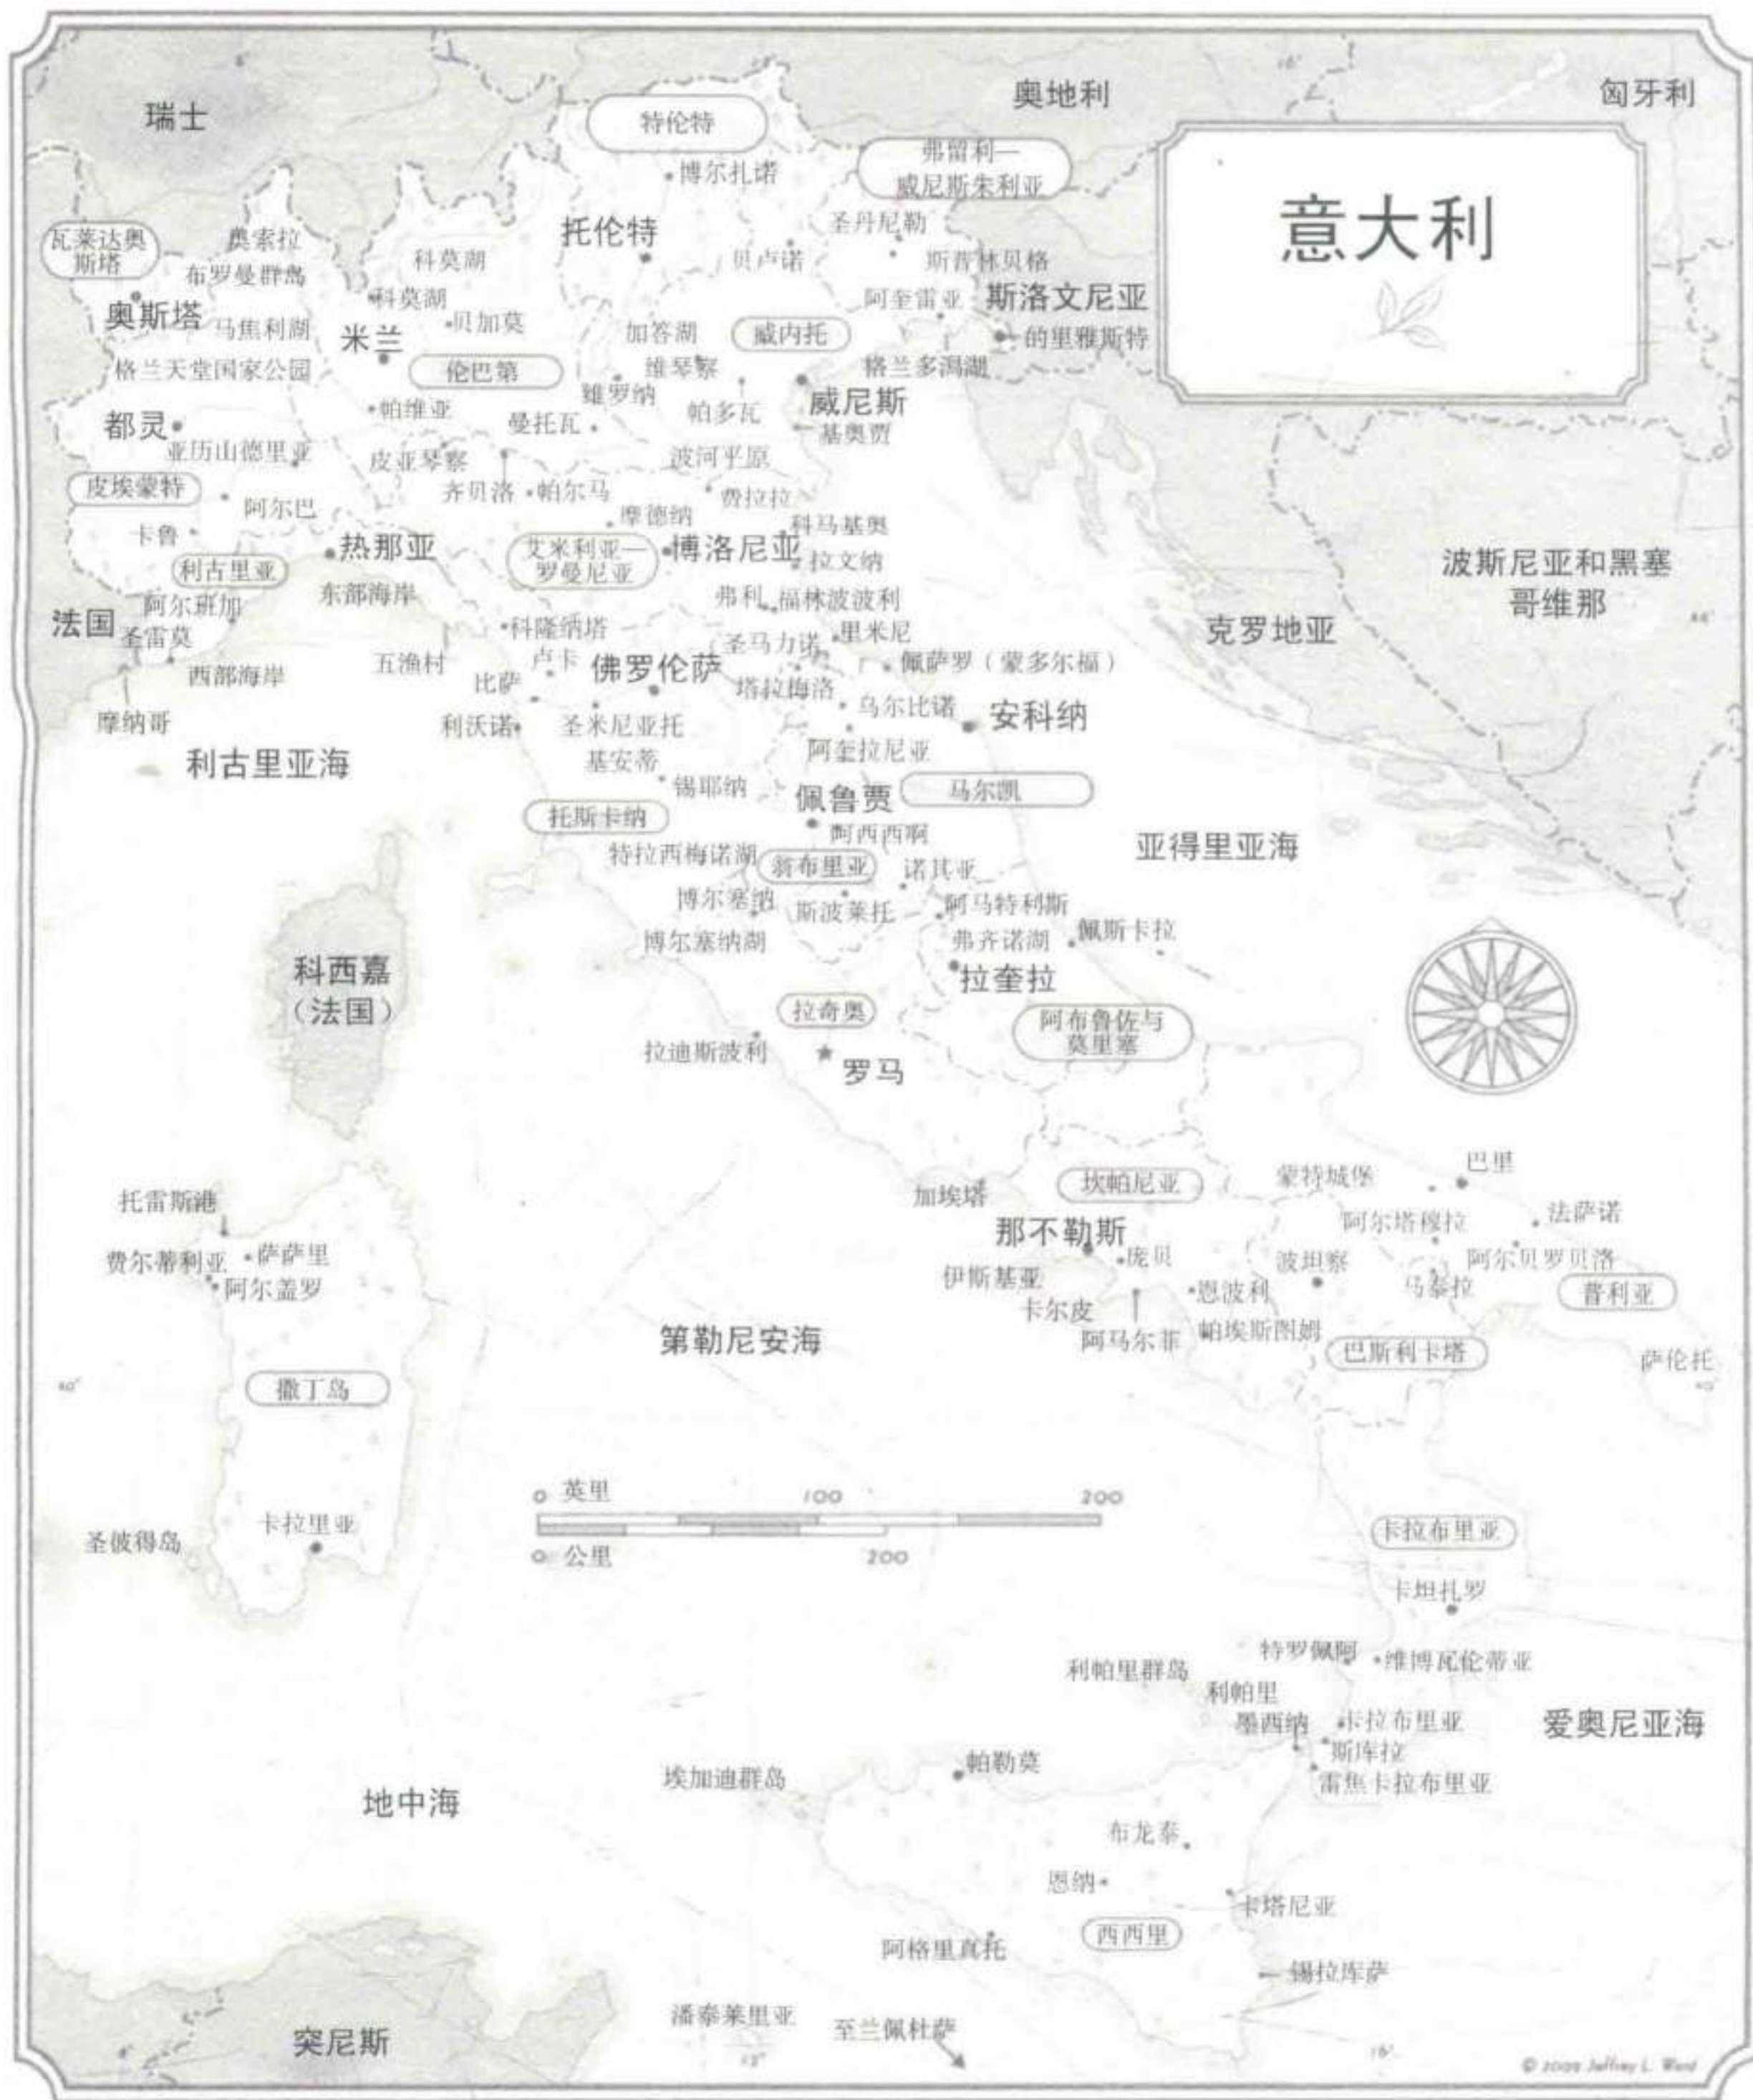 瑞士
奥地利
匈牙利
意大利
特伦特
弗留利—
威尼斯朱利亚
博尔扎诺
瓦莱达奥
斯塔
奥索拉
布罗曼群岛
科莫湖
托伦特
贝卢诺
圣丹尼勒
斯普林贝格
奥斯塔
马焦利湖
科莫湖
贝加莫
米兰
加答湖
威内托
阿奎雷亚
斯洛文尼亚
的里雅斯特
格兰天堂国家公园
伦巴第
维琴察
维罗纳
格兰多潟湖
帕维亚
曼托瓦
帕多瓦
威尼斯
基奥贾
都灵
亚历山德里亚
皮亚琴察
波河平原
皮埃蒙特
阿尔巴
齐贝洛
帕尔马
费拉拉
卡鲁
摩德纳
科马基奥
热那亚
艾米利亚—
罗曼尼亚
博洛尼亚
拉文纳
利古里亚
东部海岸
波斯尼亚和黑塞
哥维那
法国
阿尔班加
圣雷莫
科隆纳塔
弗利
福林波波利
圣马力诺
里米尼
克罗地亚
西部海岸
五渔村
卢卡
比萨
佛罗伦萨
佩萨罗（蒙多尔福）
塔拉梅洛
摩纳哥
利沃诺
圣米尼亚托
乌尔比诺
安科纳
利古里亚海
基安蒂
阿奎拉尼亚
锡耶纳
佩鲁贾
马尔凯
托斯卡纳
阿西西啊
亚得里亚海
特拉西梅诺湖
翁布里亚
诺其亚
博尔塞纳
斯波莱托
阿马特利斯
博尔塞纳湖
弗齐诺湖
佩斯卡拉
科西嘉
（法国）
拉奎拉
拉奇奥
阿布鲁佐与
莫里塞
拉迪斯波利
罗马
托雷斯港
加埃塔
坎帕尼亚
蒙特城堡
巴里
费尔蒂利亚
萨萨里
阿尔盖罗
那不勒斯
庞贝
阿尔塔穆拉
法萨诺
伊斯基亚
波坦察
阿尔贝罗贝洛
卡尔皮
恩波利
马泰拉
普利亚
第勒尼安海
阿马尔菲
帕埃斯图姆
巴斯利卡塔
萨伦托
撒丁岛
40°
0 英里 100 200
0 公里 200
圣彼得岛
卡拉里亚
卡拉布里亚
卡坦扎罗
特罗佩阿
维博瓦伦蒂亚
利帕里群岛
利帕里
墨西纳
卡拉布里亚
斯库拉
雷焦卡拉布里亚
爱奥尼亚海
埃加迪群岛
帕勒莫
地中海
布龙泰
恩纳
卡塔尼亚
阿格里真托
西西里
锡拉库萨
突尼斯
潘泰莱里亚
至兰佩杜萨
12°
16°
© 2009 Jeffrey L. Ward